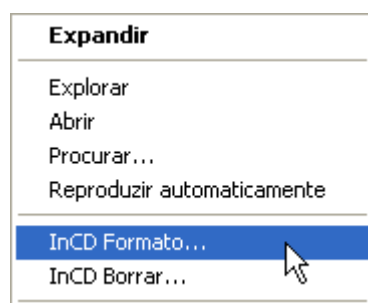 Expandir
Explorar
Abrir
Procurar...
Reproduzir automaticamente
InCD Formato...
InCD Borrar...